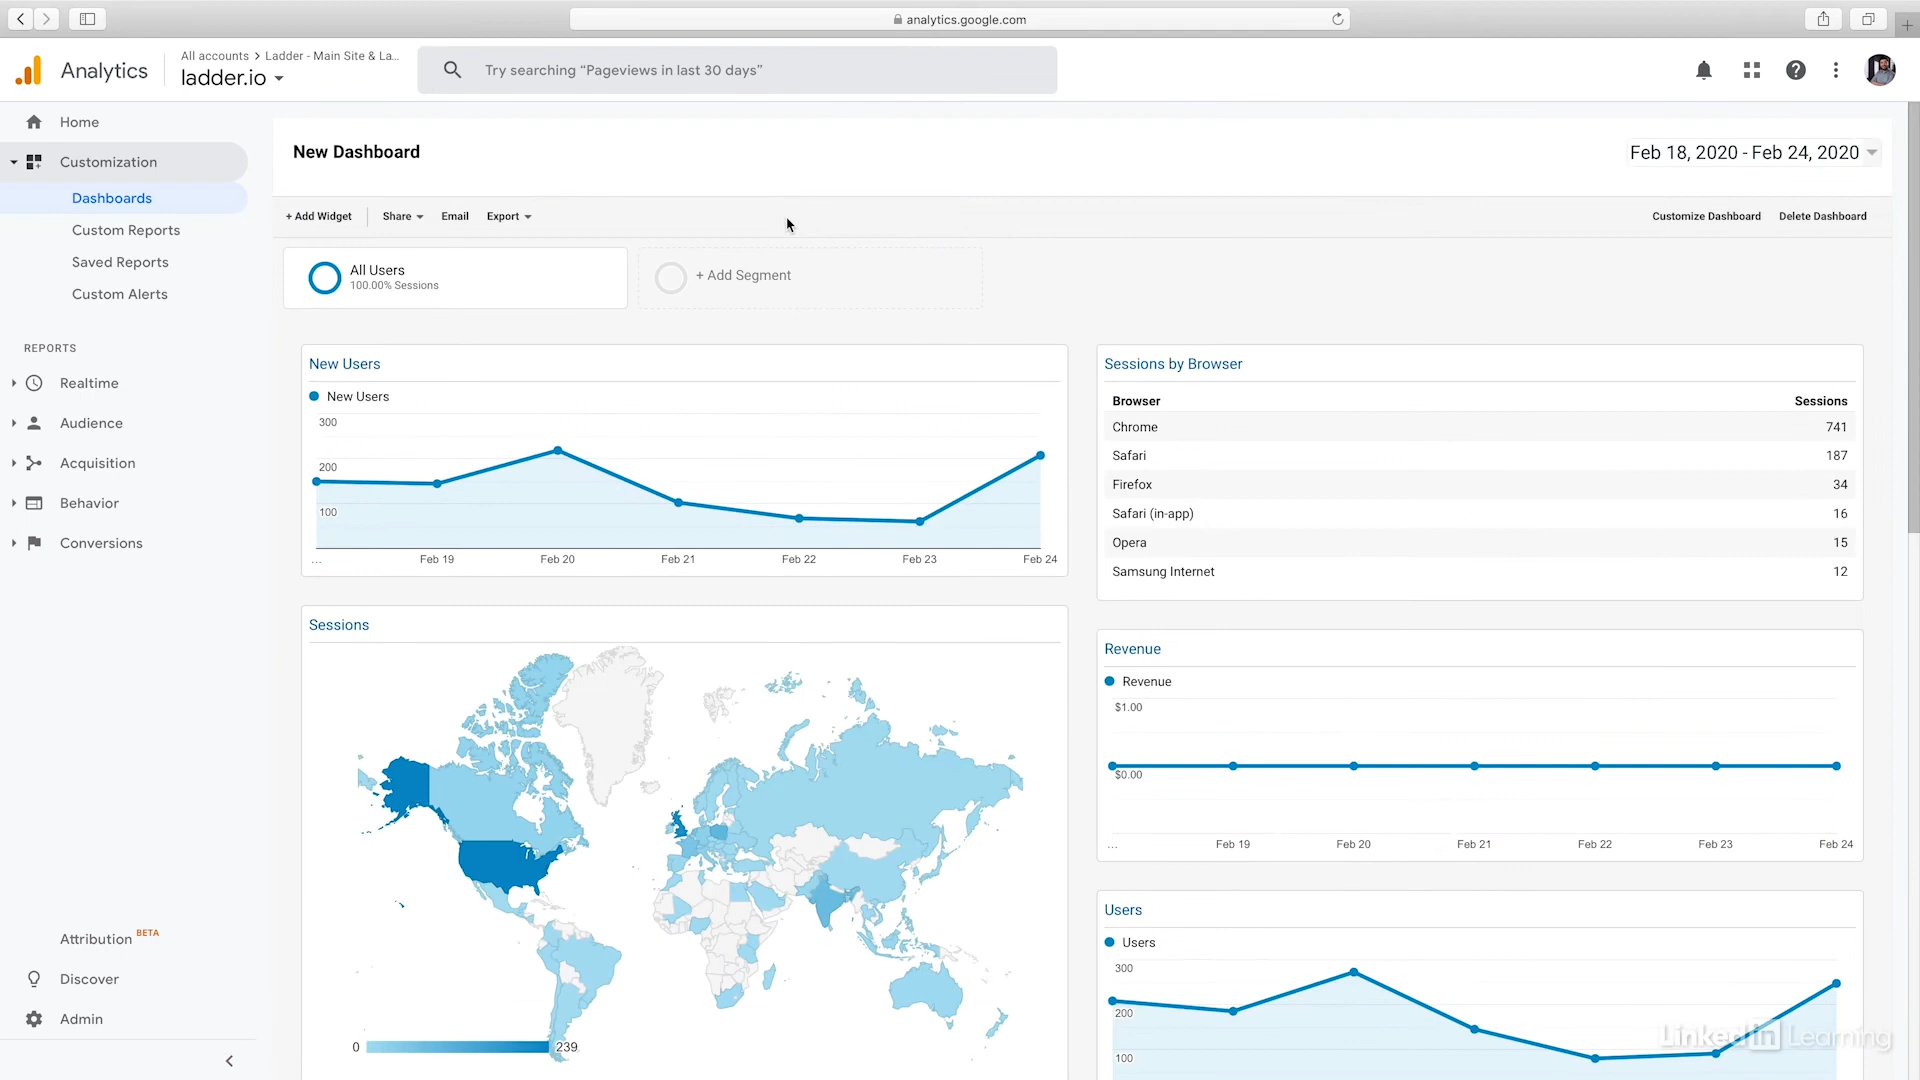 analytics.google.com
Analytics
All accounts > Ladder - Main Site & La...
ladder.io
Try searching “Pageviews in last 30 days”
Home
Customization
Dashboards
Custom Reports
Saved Reports
Custom Alerts
REPORTS
Realtime
Audience
Acquisition
Behavior
Conversions
Attribution BETA
Discover
Admin
New Dashboard
Feb 18, 2020 - Feb 24, 2020
+ Add Widget
Share
Email
Export
Customize Dashboard
Delete Dashboard
All Users
100.00% Sessions
+ Add Segment
New Users
New Users
300
200
100
...
Feb 19
Feb 20
Feb 21
Feb 22
Feb 23
Feb 24
Sessions
0
239
Sessions by Browser
Browser Sessions
Chrome 741
Safari 187
Firefox 34
Safari (in-app) 16
Opera 15
Samsung Internet 12
Revenue
Revenue
$1.00
$0.00
...
Feb 19
Feb 20
Feb 21
Feb 22
Feb 23
Feb 24
Users
Users
300
200
100
LinkedIn Learning